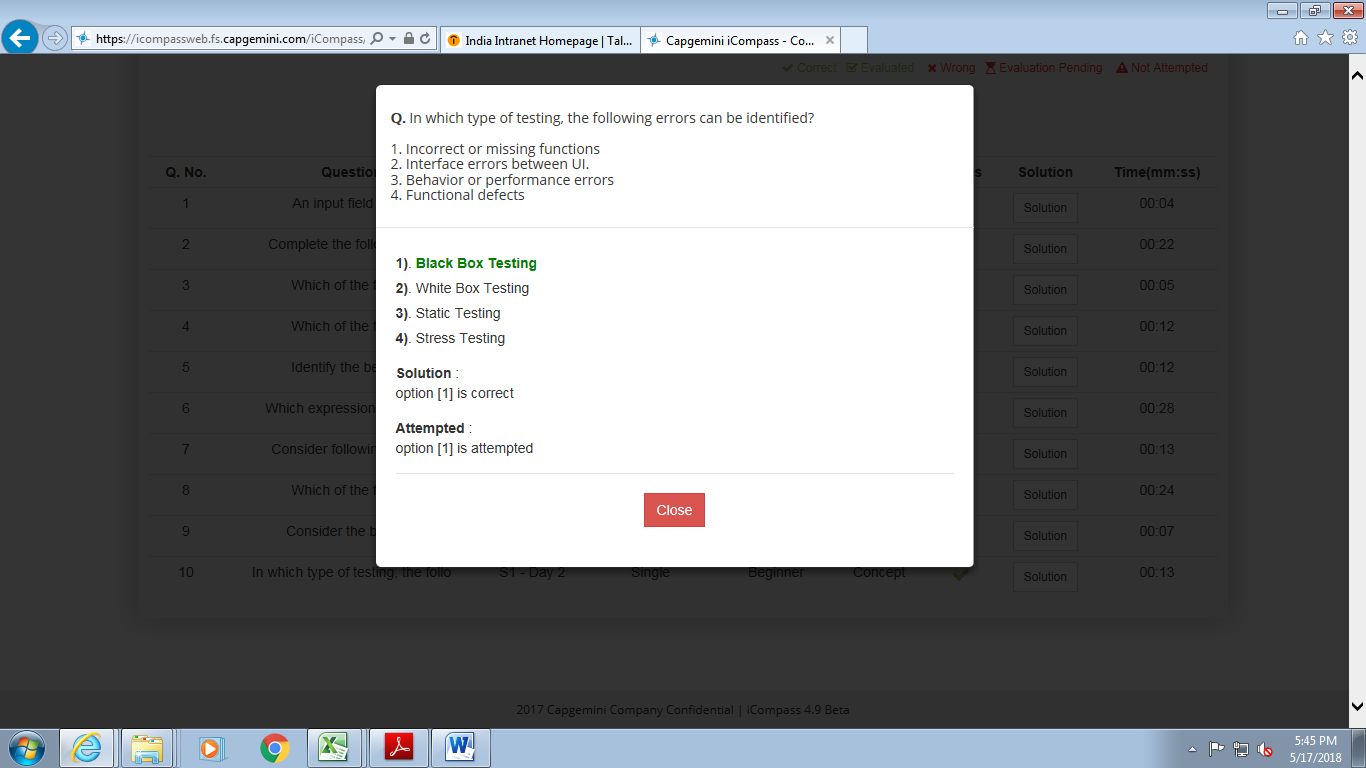 https://icompassweb.fs.capgemini.com/iCompass,
India Intranet Homepage | Tal...
Capgemini iCompass - Co...
Correct Evaluated Wrong Evaluation Pending Not Attempted
Q. In which type of testing, the following errors can be identified?
1. Incorrect or missing functions
2. Interface errors between UI.
3. Behavior or performance errors
4. Functional defects
1). Black Box Testing
2). White Box Testing
3). Static Testing
4). Stress Testing
Solution :
option [1] is correct
Attempted :
option [1] is attempted
Close
Q. No. Questio s Solution Time(mm:ss)
1 An input field Solution 00:04
2 Complete the foll Solution 00:22
3 Which of the Solution 00:05
4 Which of the Solution 00:12
5 Identify the be Solution 00:12
6 Which expression Solution 00:28
7 Consider followin Solution 00:13
8 Which of the Solution 00:24
9 Consider the b Solution 00:07
10 In which type of testing, the follo S1 - Day 2 Single Beginner Concept Solution 00:13
2017 Capgemini Company Confidential | iCompass 4.9 Beta
5:45 PM
5/17/2018